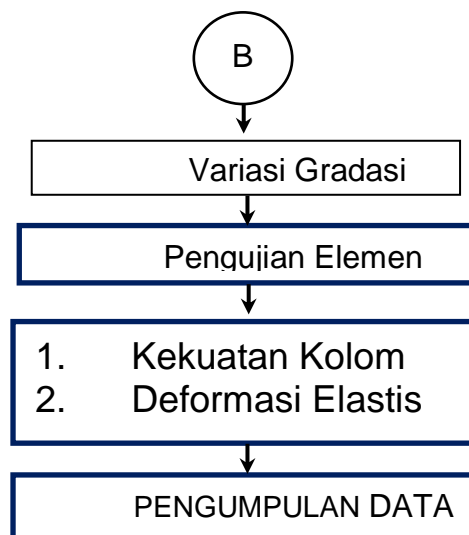 B
Variasi Gradasi
Pengujian Elemen
1. Kekuatan Kolom
2. Deformasi Elastis
PENGUMPULAN DATA